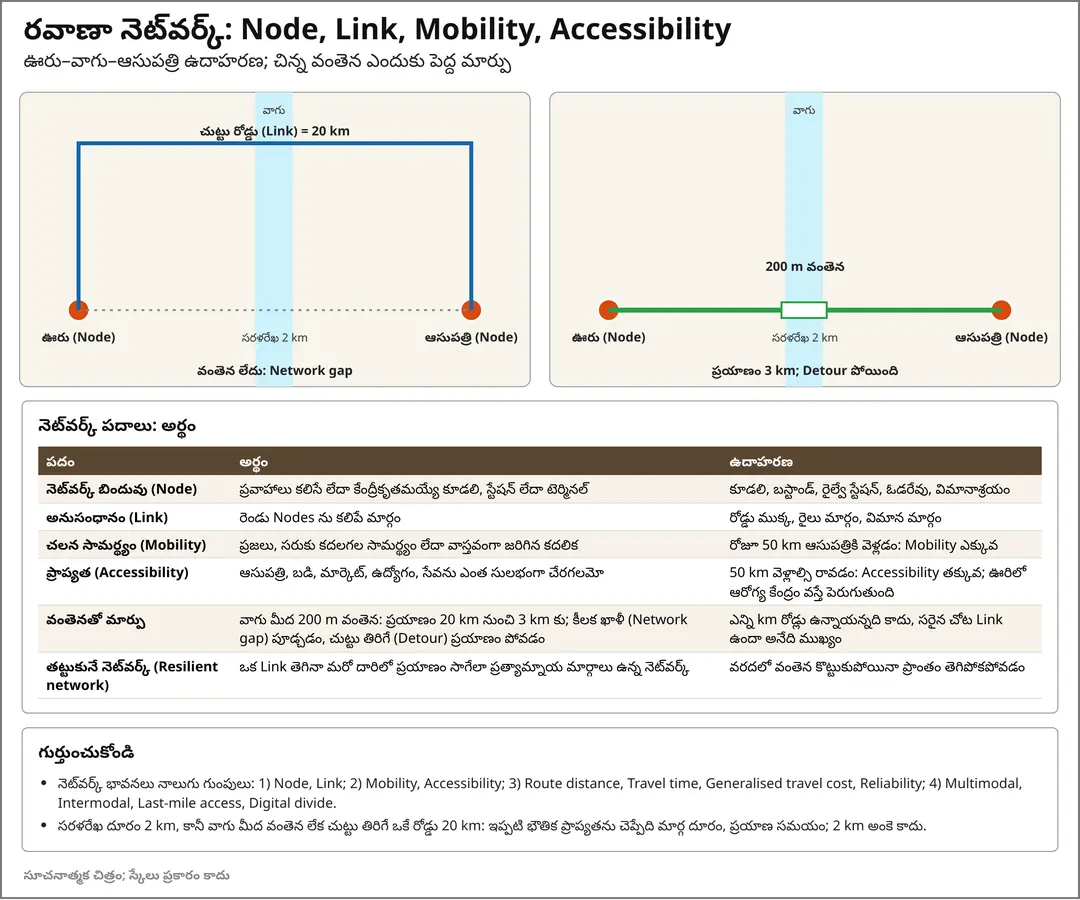 రవాణా నెట్‌వర్క్: Node, Link, Mobility, Accessibility
ఊరు–వాగు–ఆసుపత్రి ఉదాహరణ; చిన్న వంతెన ఎందుకు పెద్ద మార్పు
వాగు
చుట్టు రోడ్డు (Link) = 20 km
ఊరు (Node)
సరళరేఖ 2 km
ఆసుపత్రి (Node)
వంతెన లేదు: Network gap
వాగు
200 m వంతెన
ఊరు (Node)
సరళరేఖ 2 km
ఆసుపత్రి (Node)
ప్రయాణం 3 km; Detour పోయింది
నెట్‌వర్క్ పదాలు: అర్థం
పదం అర్థం ఉదాహరణ
నెట్‌వర్క్ బిందువు (Node) ప్రవాహాలు కలిసే లేదా కేంద్రీకృతమయ్యే కూడలి, స్టేషన్ లేదా టెర్మినల్ కూడలి, బస్టాండ్, రైల్వే స్టేషన్, ఓడరేవు, విమానాశ్రయం
అనుసంధానం (Link) రెండు Nodes ను కలిపే మార్గం రోడ్డు ముక్క, రైలు మార్గం, విమాన మార్గం
చలన సామర్థ్యం (Mobility) ప్రజలు, సరుకు కదలగల సామర్థ్యం లేదా వాస్తవంగా జరిగిన కదలిక రోజూ 50 km ఆసుపత్రికి వెళ్లడం: Mobility ఎక్కువ
ప్రాప్యత (Accessibility) ఆసుపత్రి, బడి, మార్కెట్, ఉద్యోగం, సేవను ఎంత సులభంగా చేరగలమో 50 km వెళ్లాల్సి రావడం: Accessibility తక్కువ; ఊరిలో
ఆరోగ్య కేంద్రం వస్తే పెరుగుతుంది
వంతెనతో మార్పు వాగు మీద 200 m వంతెన: ప్రయాణం 20 km నుంచి 3 km కు; కీలక ఖాళీ (Network ఎన్ని km రోడ్లు ఉన్నాయన్నది కాదు, సరైన చోట Link
gap) పూడ్చడం, చుట్టు తిరిగే (Detour) ప్రయాణం పోవడం ఉందా అనేది ముఖ్యం
తట్టుకునే నెట్‌వర్క్ (Resilient ఒక Link తెగినా మరో దారిలో ప్రయాణం సాగేలా ప్రత్యామ్నాయ మార్గాలు ఉన్న నెట్‌వర్క్ వరదలో వంతెన కొట్టుకుపోయినా ప్రాంతం తెగిపోకపోవడం
network)
గుర్తుంచుకోండి
• నెట్‌వర్క్ భావనలు నాలుగు గుంపులు: 1) Node, Link; 2) Mobility, Accessibility; 3) Route distance, Travel time, Generalised travel cost, Reliability; 4) Multimodal,
Intermodal, Last-mile access, Digital divide.
• సరళరేఖ దూరం 2 km, కానీ వాగు మీద వంతెన లేక చుట్టు తిరిగే ఒకే రోడ్డు 20 km: ఇప్పటి భౌతిక ప్రాప్యతను చెప్పేది మార్గ దూరం, ప్రయాణ సమయం; 2 km అంకె కాదు.
సూచనాత్మక చిత్రం; స్కేలు ప్రకారం కాదు